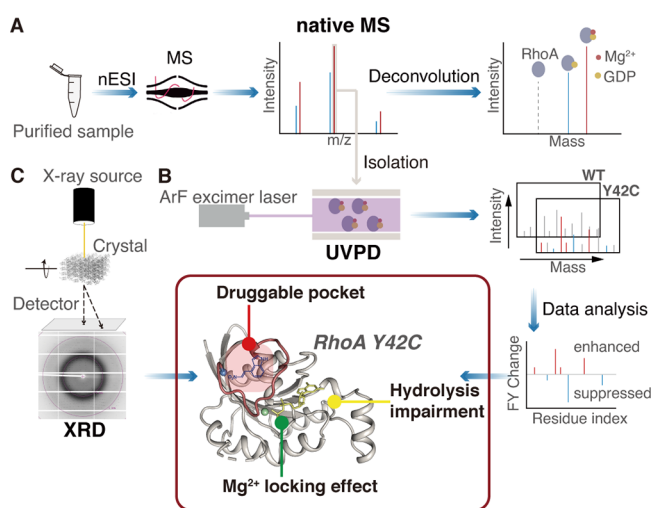 A
native MS
nESI
MS
Purified sample
Intensity
m/z
Deconvolution
Intensity
RhoA
Mg²⁺
GDP
Mass
Isolation
C
X-ray source
Crystal
Detector
XRD
B
ArF excimer laser
UVPD
WT
Y42C
Intensity
Mass
Data analysis
FY Change
enhanced
suppressed
Residue index
Druggable pocket
RhoA Y42C
Hydrolysis
impairment
Mg²⁺ locking effect